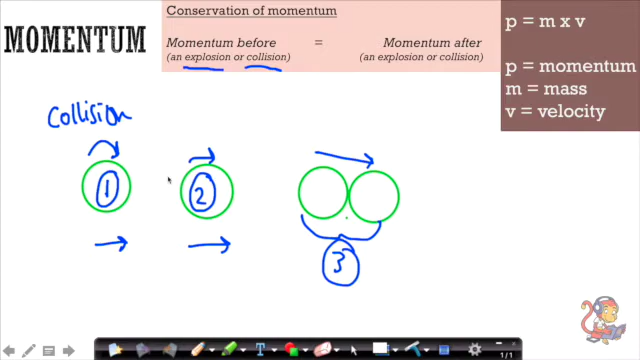 MOMENTUM
Conservation of momentum
Momentum before = Momentum after
(an explosion or collision) (an explosion or collision)
p = m x v
p = momentum
m = mass
v = velocity
Collision
1 2
3
T
1/1